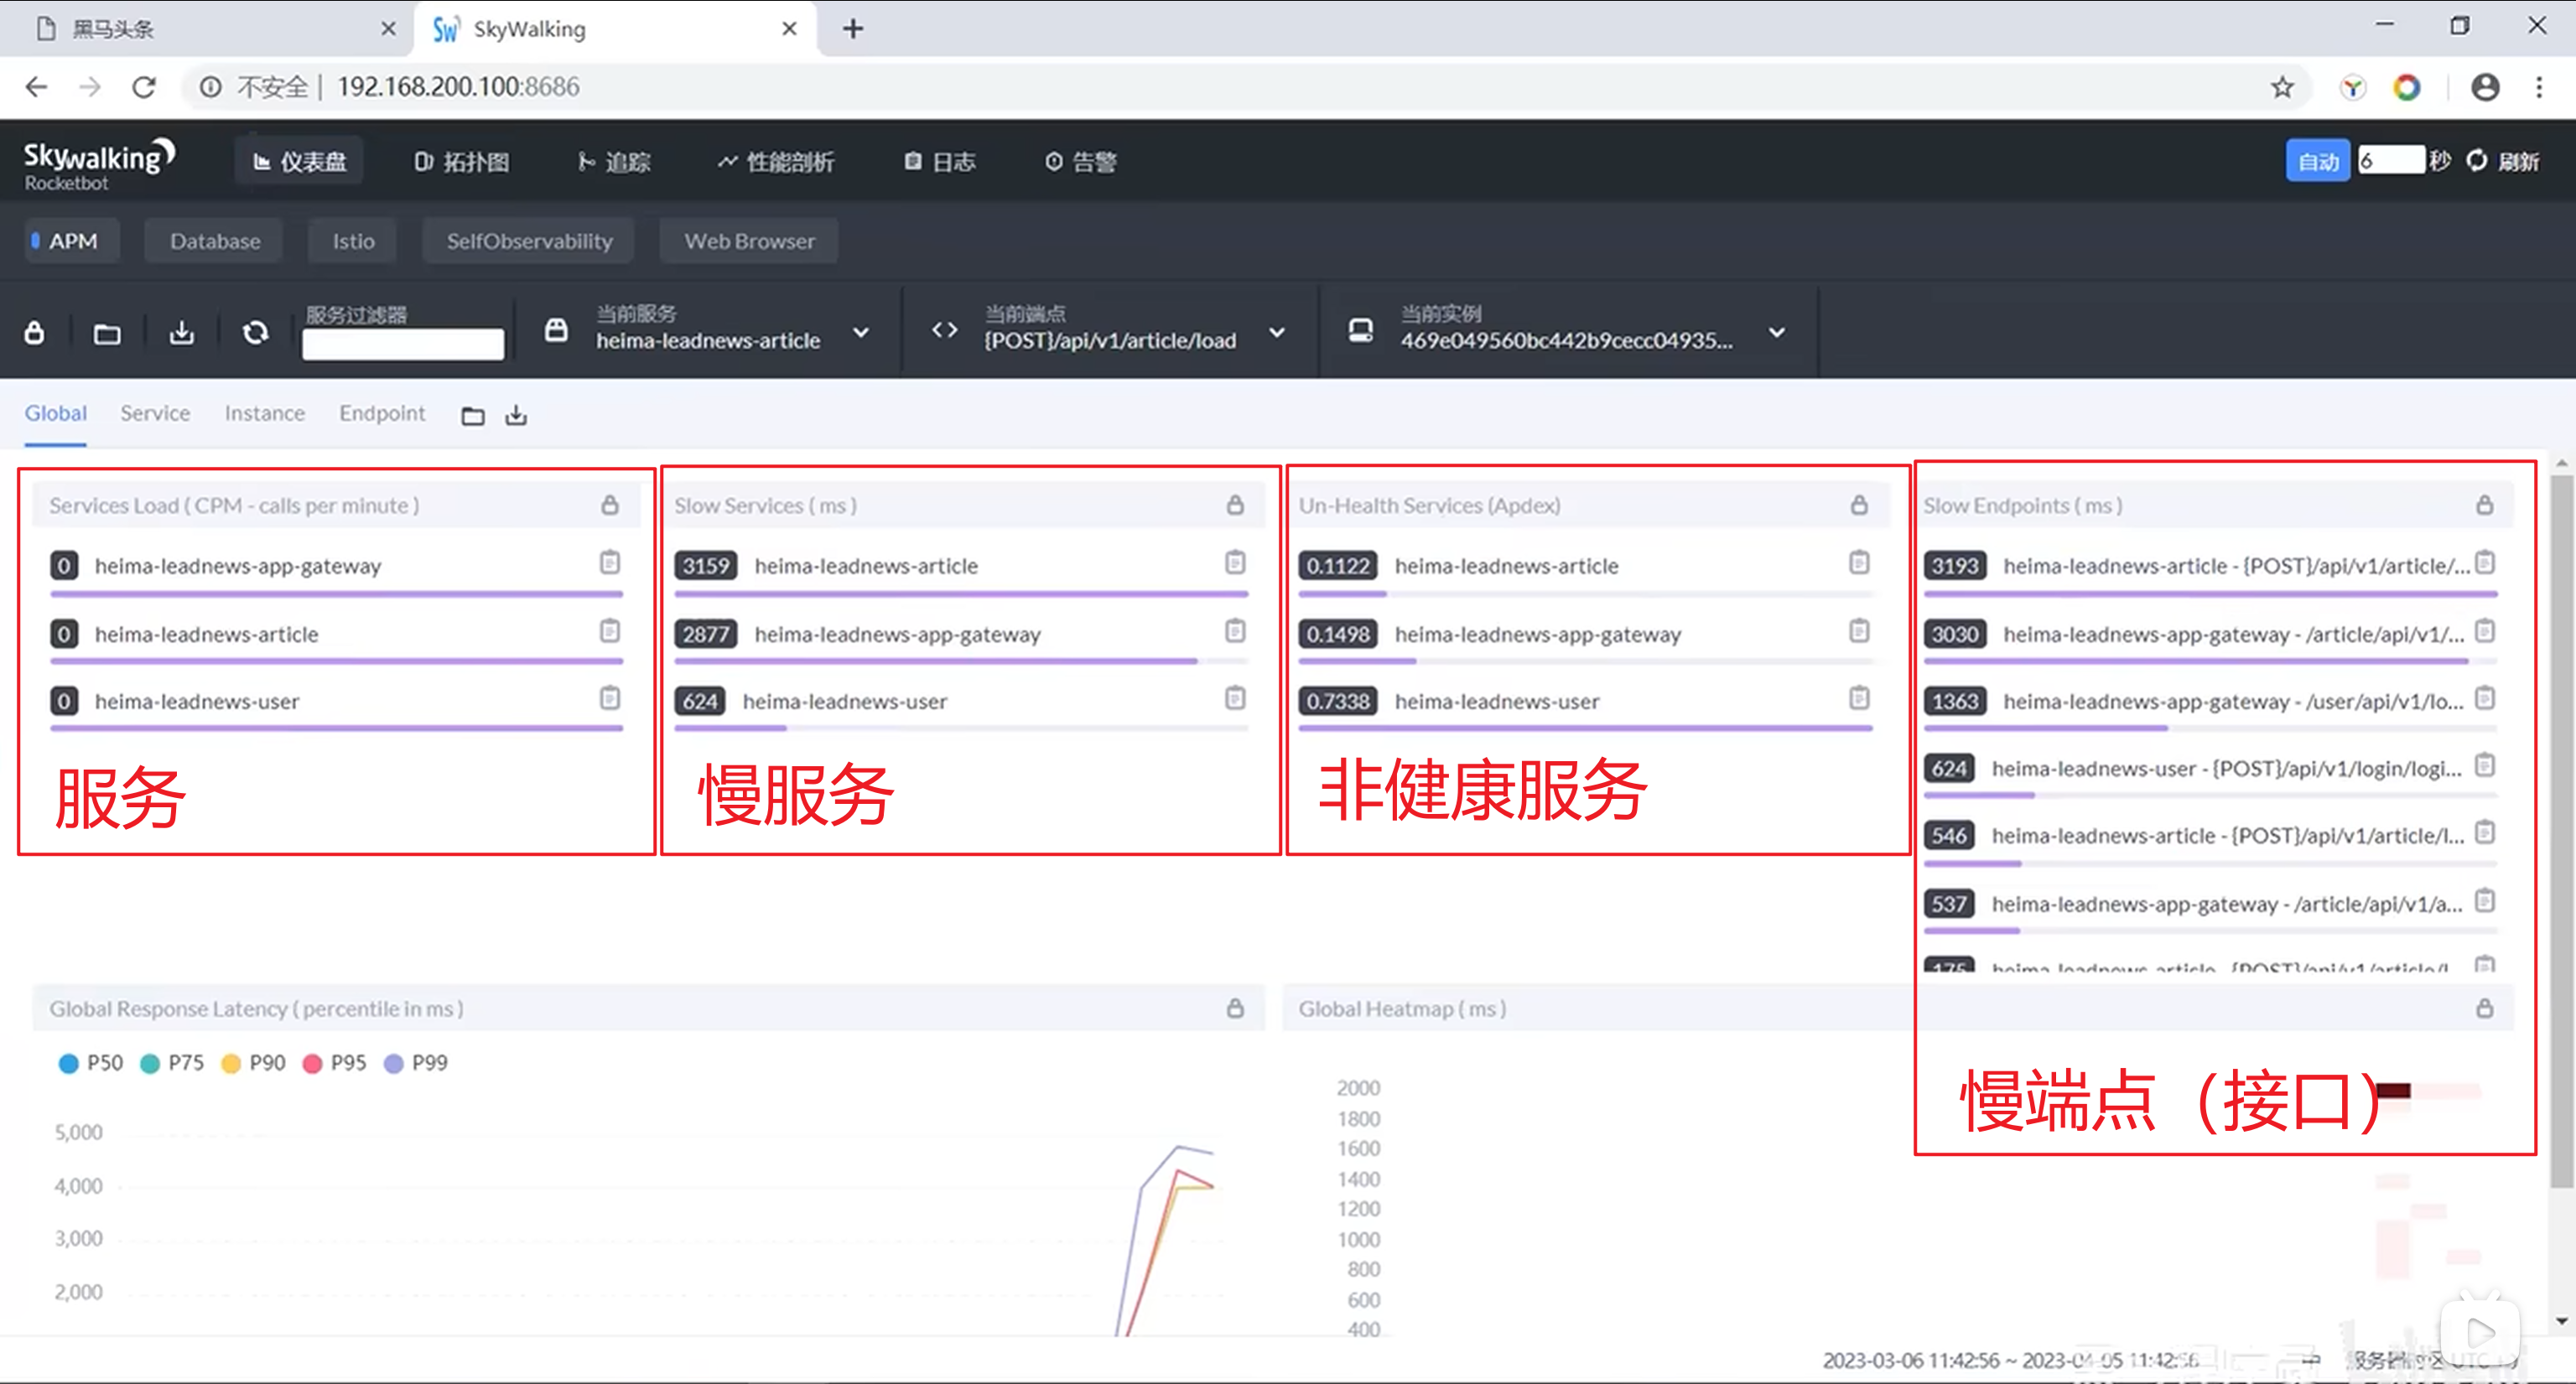 黑马头条
SkyWalking
不安全 | 192.168.200.100:8686
Skywalking
Rocketbot
仪表盘 拓扑图 追踪 性能剖析 日志 告警
自动 6 秒 刷新
APM Database Istio SelfObservability Web Browser
服务过滤器
当前服务
heima-leadnews-article
当前端点
{POST}/api/v1/article/load
当前实例
469e049560bc442b9cecc04935...
Global Service Instance Endpoint
Services Load ( CPM - calls per minute )
0 heima-leadnews-app-gateway
0 heima-leadnews-article
0 heima-leadnews-user
服务
Slow Services ( ms )
3159 heima-leadnews-article
2877 heima-leadnews-app-gateway
624 heima-leadnews-user
慢服务
Un-Health Services (Apdex)
0.1122 heima-leadnews-article
0.1498 heima-leadnews-app-gateway
0.7338 heima-leadnews-user
非健康服务
Slow Endpoints ( ms )
3193 heima-leadnews-article - {POST}/api/v1/article/...
3030 heima-leadnews-app-gateway - /article/api/v1/...
1363 heima-leadnews-app-gateway - /user/api/v1/lo...
624 heima-leadnews-user - {POST}/api/v1/login/logi...
546 heima-leadnews-article - {POST}/api/v1/article/l...
537 heima-leadnews-app-gateway - /article/api/v1/a...
175 heima-leadnews-article - {POST}/api/v1/article/l...
慢端点（接口）
Global Response Latency ( percentile in ms )
P50 P75 P90 P95 P99
5,000
4,000
3,000
2,000
Global Heatmap ( ms )
2000
1800
1600
1400
1200
1000
800
600
400
2023-03-06 11:42:56 ~ 2023-04-05 11:42:56